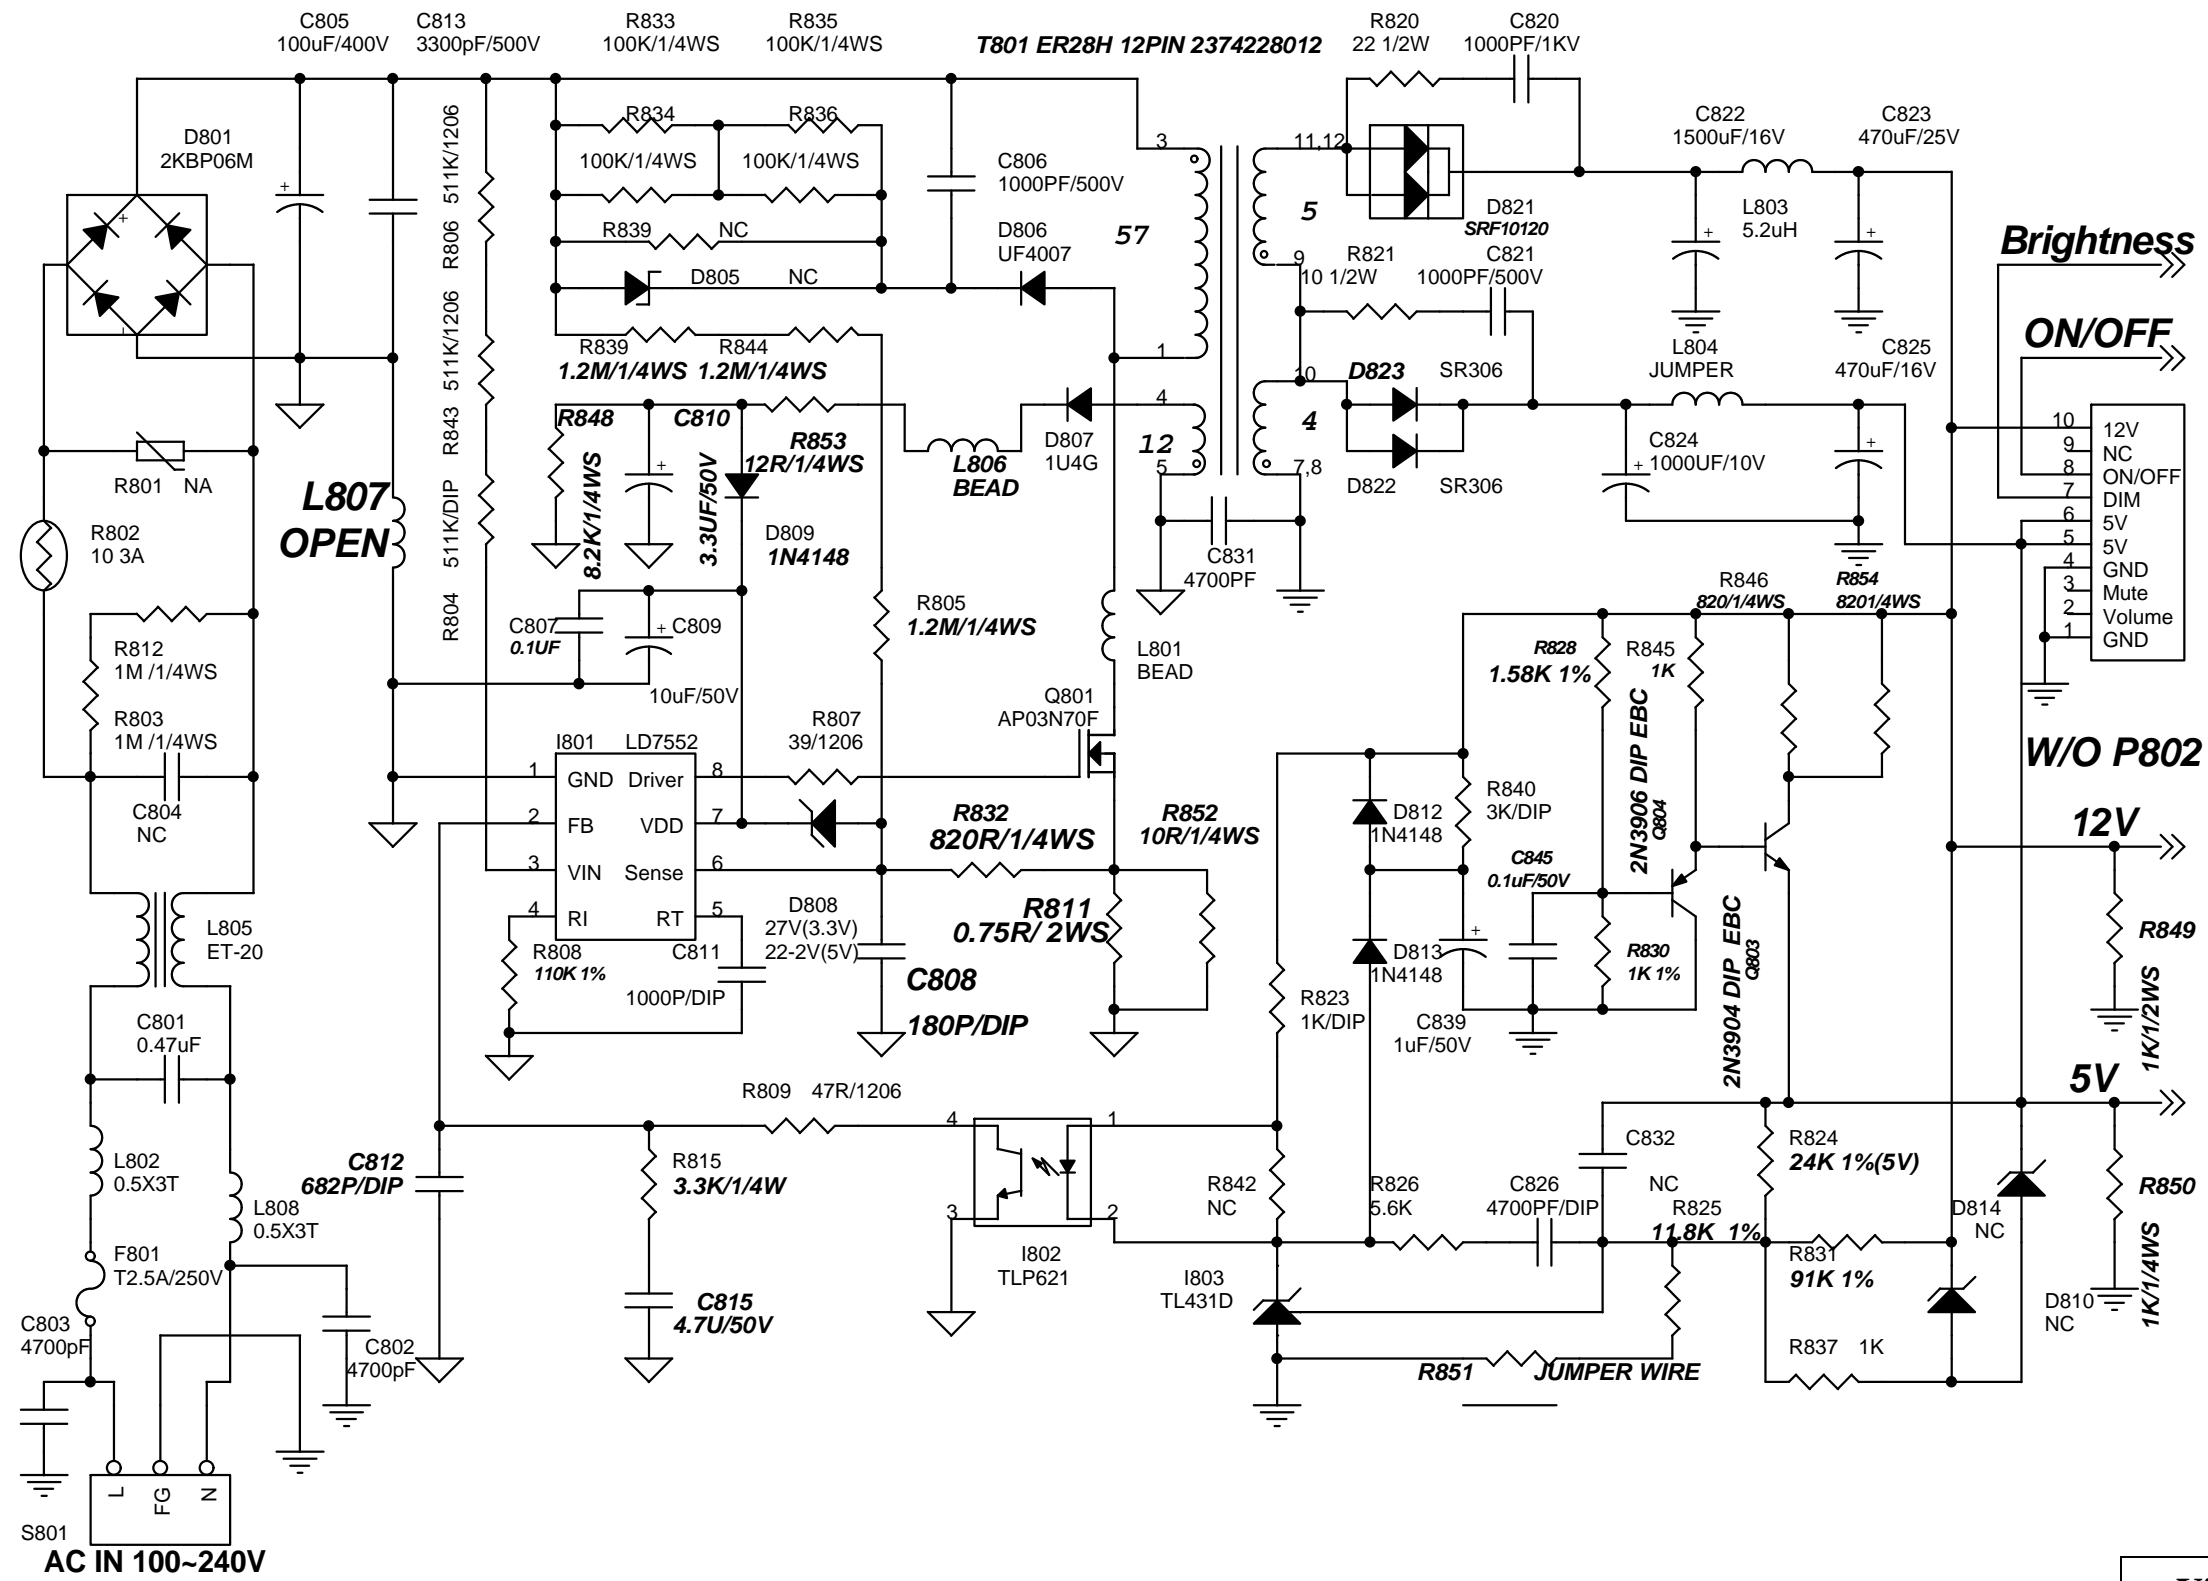 C805
100uF/400V
C813
3300pF/500V
R833
100K/1/4WS
R835
100K/1/4WS
T801 ER28H 12PIN 2374228012
R820
22 1/2W
C820
1000PF/1KV
D801
2KBP06M
+
-
+
R804 511K/DIP R843 511K/1206 R806 511K/1206
R834
R836
100K/1/4WS
100K/1/4WS
R839 NC
D805 NC
C806
1000PF/500V
D806
UF4007
3
57
1
11,12
5
9
D821
SRF10120
C822
1500uF/16V
+
L803
5.2uH
C823
470uF/25V
+
Brightness
R821
10 1/2W
C821
1000PF/500V
ON/OFF
R839
1.2M/1/4WS
R844
1.2M/1/4WS
10
4
7,8
D823 SR306
D822 SR306
L804
JUMPER
C825
470uF/16V
+
C824
1000UF/10V
+
R848
8.2K/1/4WS
C810
3.3UF/50V
+
R853
12R/1/4WS
L806
BEAD
D807
1U4G
4
12
5
C831
4700PF
10 12V
9 NC
8 ON/OFF
7 DIM
6 5V
5 5V
4 GND
3 Mute
2 Volume
1 GND
R801 NA
L807
OPEN
R802
10 3A
D809
1N4148
C807
0.1UF
+
C809
10uF/50V
R805
1.2M/1/4WS
L801
BEAD
R812
1M /1/4WS
R803
1M /1/4WS
C804
NC
Q801
AP03N70F
R807
39/1206
I801 LD7552
1 GND Driver 8
2 FB VDD 7
3 VIN Sense 6
4 RI RT 5
R832
820R/1/4WS
R852
10R/1/4WS
R811
0.75R/ 2WS
D808
27V(3.3V)
22-2V(5V)
C808
180P/DIP
R808
110K 1%
C811
1000P/DIP
R846
820/1/4WS
R854
8201/4WS
R828
1.58K 1%
R845
1K
2N3906 DIP EBC
Q804
2N3904 DIP EBC
Q803
D812
1N4148
R840
3K/DIP
C845
0.1uF/50V
D813
1N4148
+
C839
1uF/50V
R830
1K 1%
R823
1K/DIP
W/O P802
12V
R849
1K/1/2WS
5V
R850
1K/1/4WS
L805
ET-20
C801
0.47uF
L802
0.5X3T
L808
0.5X3T
F801
T2.5A/250V
C803
4700pF
C802
4700pF
L
FG
N
S801
AC IN 100~240V
C812
682P/DIP
R809 47R/1206
R815
3.3K/1/4W
C815
4.7U/50V
4
3
1
2
I802
TLP621
R842
NC
I803
TL431D
R826
5.6K
C826
4700PF/DIP
C832
NC
R825
11.8K 1%
R824
24K 1%(5V)
R831
91K 1%
D814
NC
D810
NC
R837 1K
R851 JUMPER WIRE